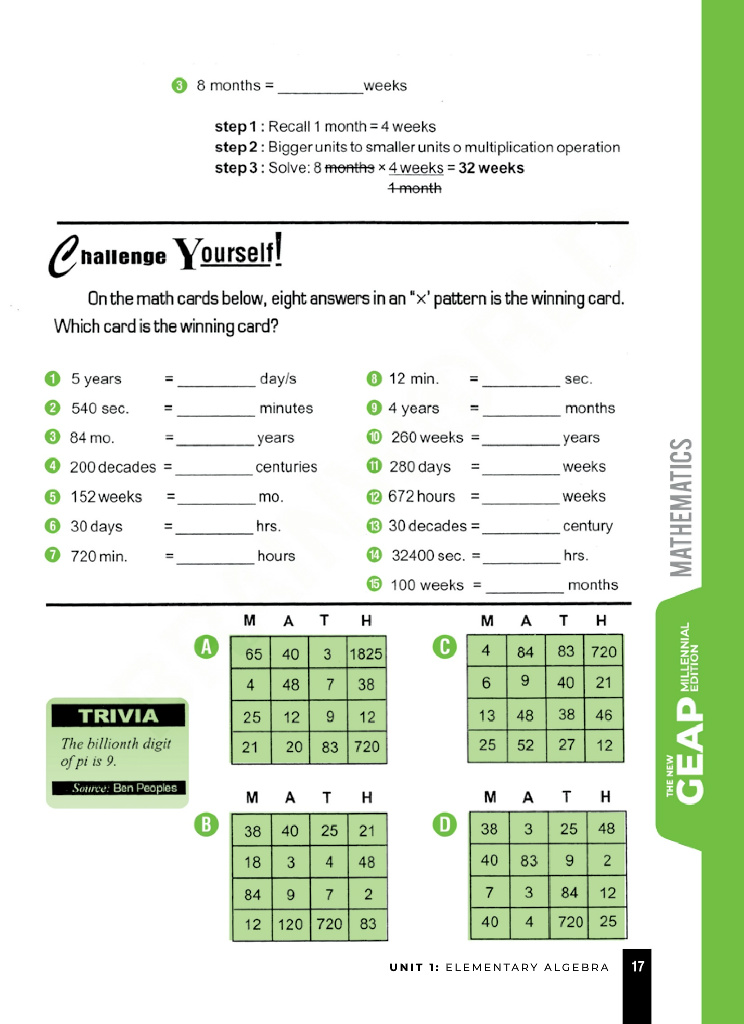 3 8 months = __________ weeks
step 1 : Recall 1 month = 4 weeks
step 2 : Bigger units to smaller units o multiplication operation
step 3 : Solve: 8 months × 4 weeks = 32 weeks
1 month
Challenge Yourself!
On the math cards below, eight answers in an "×' pattern is the winning card.
Which card is the winning card?
1 5 years = _________ day/s
2 540 sec. = _________ minutes
3 84 mo. = _________ years
4 200 decades = _________ centuries
5 152 weeks = _________ mo.
6 30 days = _________ hrs.
7 720 min. = _________ hours
8 12 min. = _________ sec.
9 4 years = _________ months
10 260 weeks = _________ years
11 280 days = _________ weeks
12 672 hours = _________ weeks
13 30 decades = _________ century
14 32400 sec. = _________ hrs.
15 100 weeks = _________ months
A
M A T H
65 40 3 1825
4 48 7 38
25 12 9 12
21 20 83 720
C
M A T H
4 84 83 720
6 9 40 21
13 48 38 46
25 52 27 12
TRIVIA
The billionth digit
of pi is 9.
Source: Ben Peoples
B
M A T H
38 40 25 21
18 3 4 48
84 9 7 2
12 120 720 83
D
M A T H
38 3 25 48
40 83 9 2
7 3 84 12
40 4 720 25
MATHEMATICS
THE NEW
GEAP MILLENNIAL
EDITION
UNIT 1: ELEMENTARY ALGEBRA 17